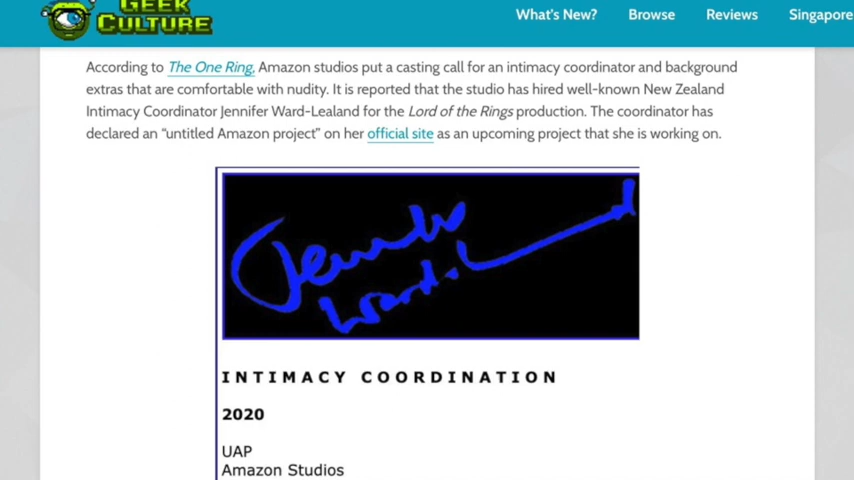 GEEK
CULTURE
What's New? Browse Reviews Singapore
According to The One Ring, Amazon studios put a casting call for an intimacy coordinator and background
extras that are comfortable with nudity. It is reported that the studio has hired well-known New Zealand
Intimacy Coordinator Jennifer Ward-Lealand for the Lord of the Rings production. The coordinator has
declared an “untitled Amazon project” on her official site as an upcoming project that she is working on.
INTIMACY COORDINATION
2020
UAP
Amazon Studios